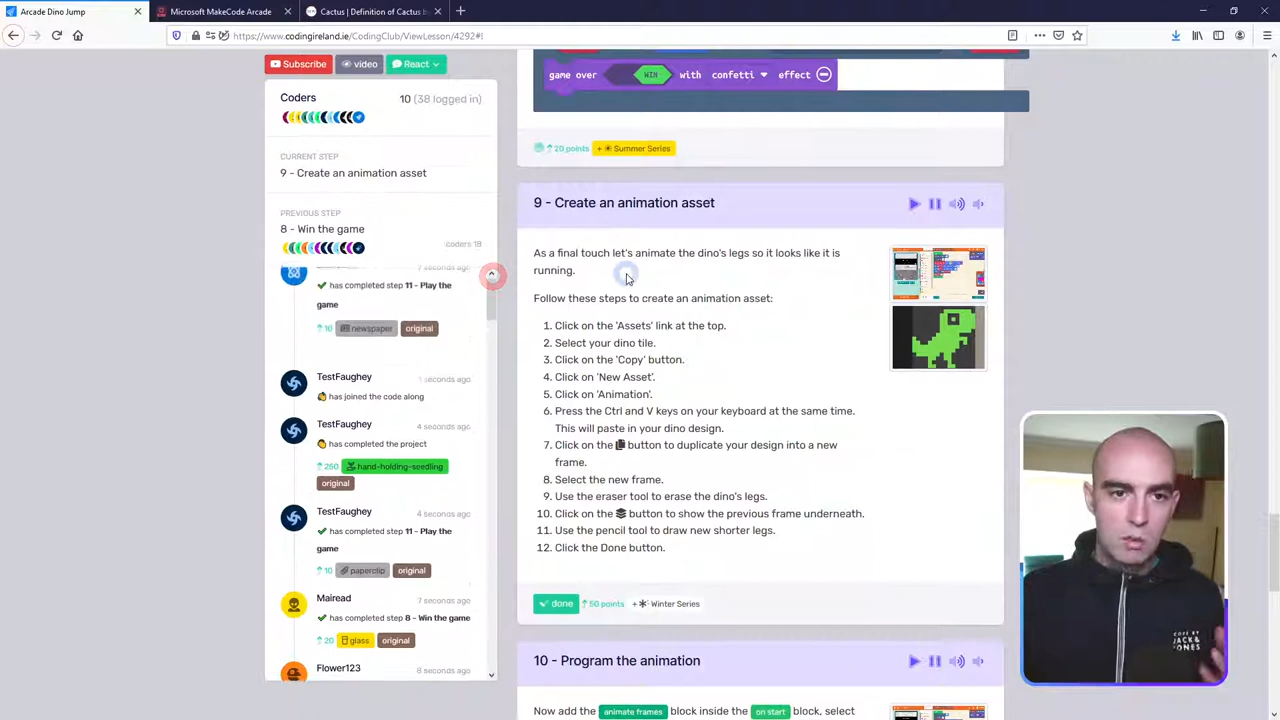 Arcade Dino Jump
Microsoft MakeCode Arcade
Cactus | Definition of Cactus by
https://www.codingireland.ie/CodingClub/ViewLesson/4292#
Subscribe
video
React
Coders
10 (38 logged in)
CURRENT STEP
9 - Create an animation asset
PREVIOUS STEP
8 - Win the game
coders 18
7 seconds ago
has completed step 11 - Play the
game
10 newspaper original
TestFaughey
seconds ago
has joined the code along
TestFaughey
4 seconds ago
has completed the project
250 hand-holding-seedling
original
TestFaughey
4 seconds ago
has completed step 11 - Play the
game
10 paperclip original
Mairead
7 seconds ago
has completed step 8 - Win the game
20 glass original
Flower123
8 seconds ago
game over WIN with confetti effect
20 points + Summer Series
9 - Create an animation asset
As a final touch let's animate the dino's legs so it looks like it is
running.
Follow these steps to create an animation asset:
1. Click on the 'Assets' link at the top.
2. Select your dino tile.
3. Click on the 'Copy' button.
4. Click on 'New Asset'.
5. Click on 'Animation'.
6. Press the Ctrl and V keys on your keyboard at the same time.
This will paste in your dino design.
7. Click on the button to duplicate your design into a new
frame.
8. Select the new frame.
9. Use the eraser tool to erase the dino's legs.
10. Click on the button to show the previous frame underneath.
11. Use the pencil tool to draw new shorter legs.
12. Click the Done button.
done 50 points + Winter Series
10 - Program the animation
Now add the animate frames block inside the on start block, select
JACK &
JONES